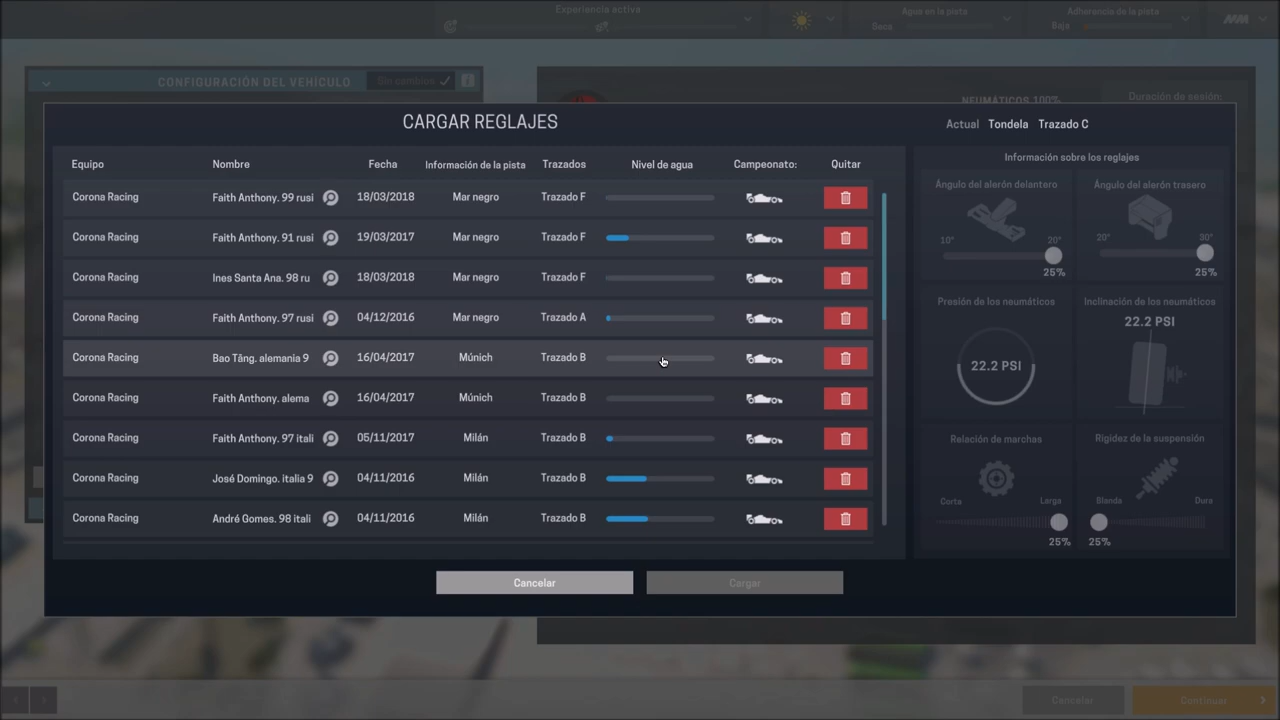 Experiencia activa
Agua en la pista
Seca
Adherencia de la pista
Baja
CONFIGURACIÓN DEL VEHÍCULO
Sin cambios
NEUMÁTICOS 100%
Duración de sesión:
CARGAR REGLAJES
Actual Tondela Trazado C
Equipo Nombre Fecha Información de la pista Trazados Nivel de agua Campeonato: Quitar
Corona Racing Faith Anthony. 99 rusi 18/03/2018 Mar negro Trazado F
Corona Racing Faith Anthony. 91 rusi 19/03/2017 Mar negro Trazado F
Corona Racing Ines Santa Ana. 98 ru 18/03/2018 Mar negro Trazado F
Corona Racing Faith Anthony. 97 rusi 04/12/2016 Mar negro Trazado A
Corona Racing Bao Tăng. alemania 9 16/04/2017 Múnich Trazado B
Corona Racing Faith Anthony. alema 16/04/2017 Múnich Trazado B
Corona Racing Faith Anthony. 97 itali 05/11/2017 Milán Trazado B
Corona Racing José Domingo. italia 9 04/11/2016 Milán Trazado B
Corona Racing André Gomes. 98 itali 04/11/2016 Milán Trazado B
Información sobre los reglajes
Ángulo del alerón delantero
10° 20°
25%
Ángulo del alerón trasero
20° 30°
25%
Presión de los neumáticos
22.2 PSI
Inclinación de los neumáticos
22.2 PSI
Relación de marchas
Corta Larga
25%
Rigidez de la suspensión
Blanda Dura
25%
Cancelar
Cargar
Cancelar
Continuar